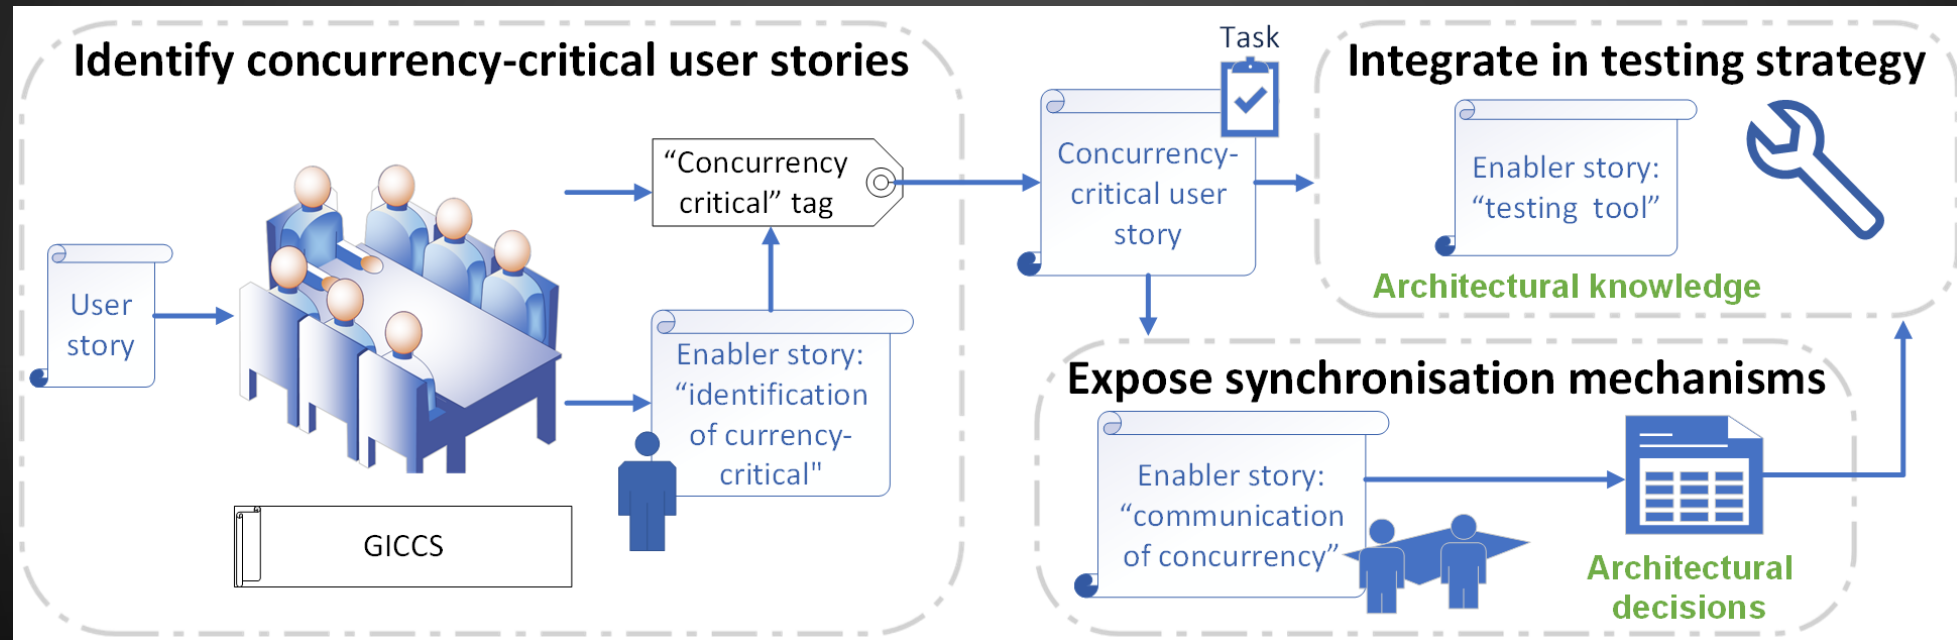 Identify concurrency-critical user stories
User
story
“Concurrency
critical” tag
Enabler story:
“identification
of currency-
critical"
GICCS
Task
Concurrency-
critical user
story
Integrate in testing strategy
Enabler story:
“testing tool”
Architectural knowledge
Expose synchronisation mechanisms
Enabler story:
“communication
of concurrency”
Architectural
decisions